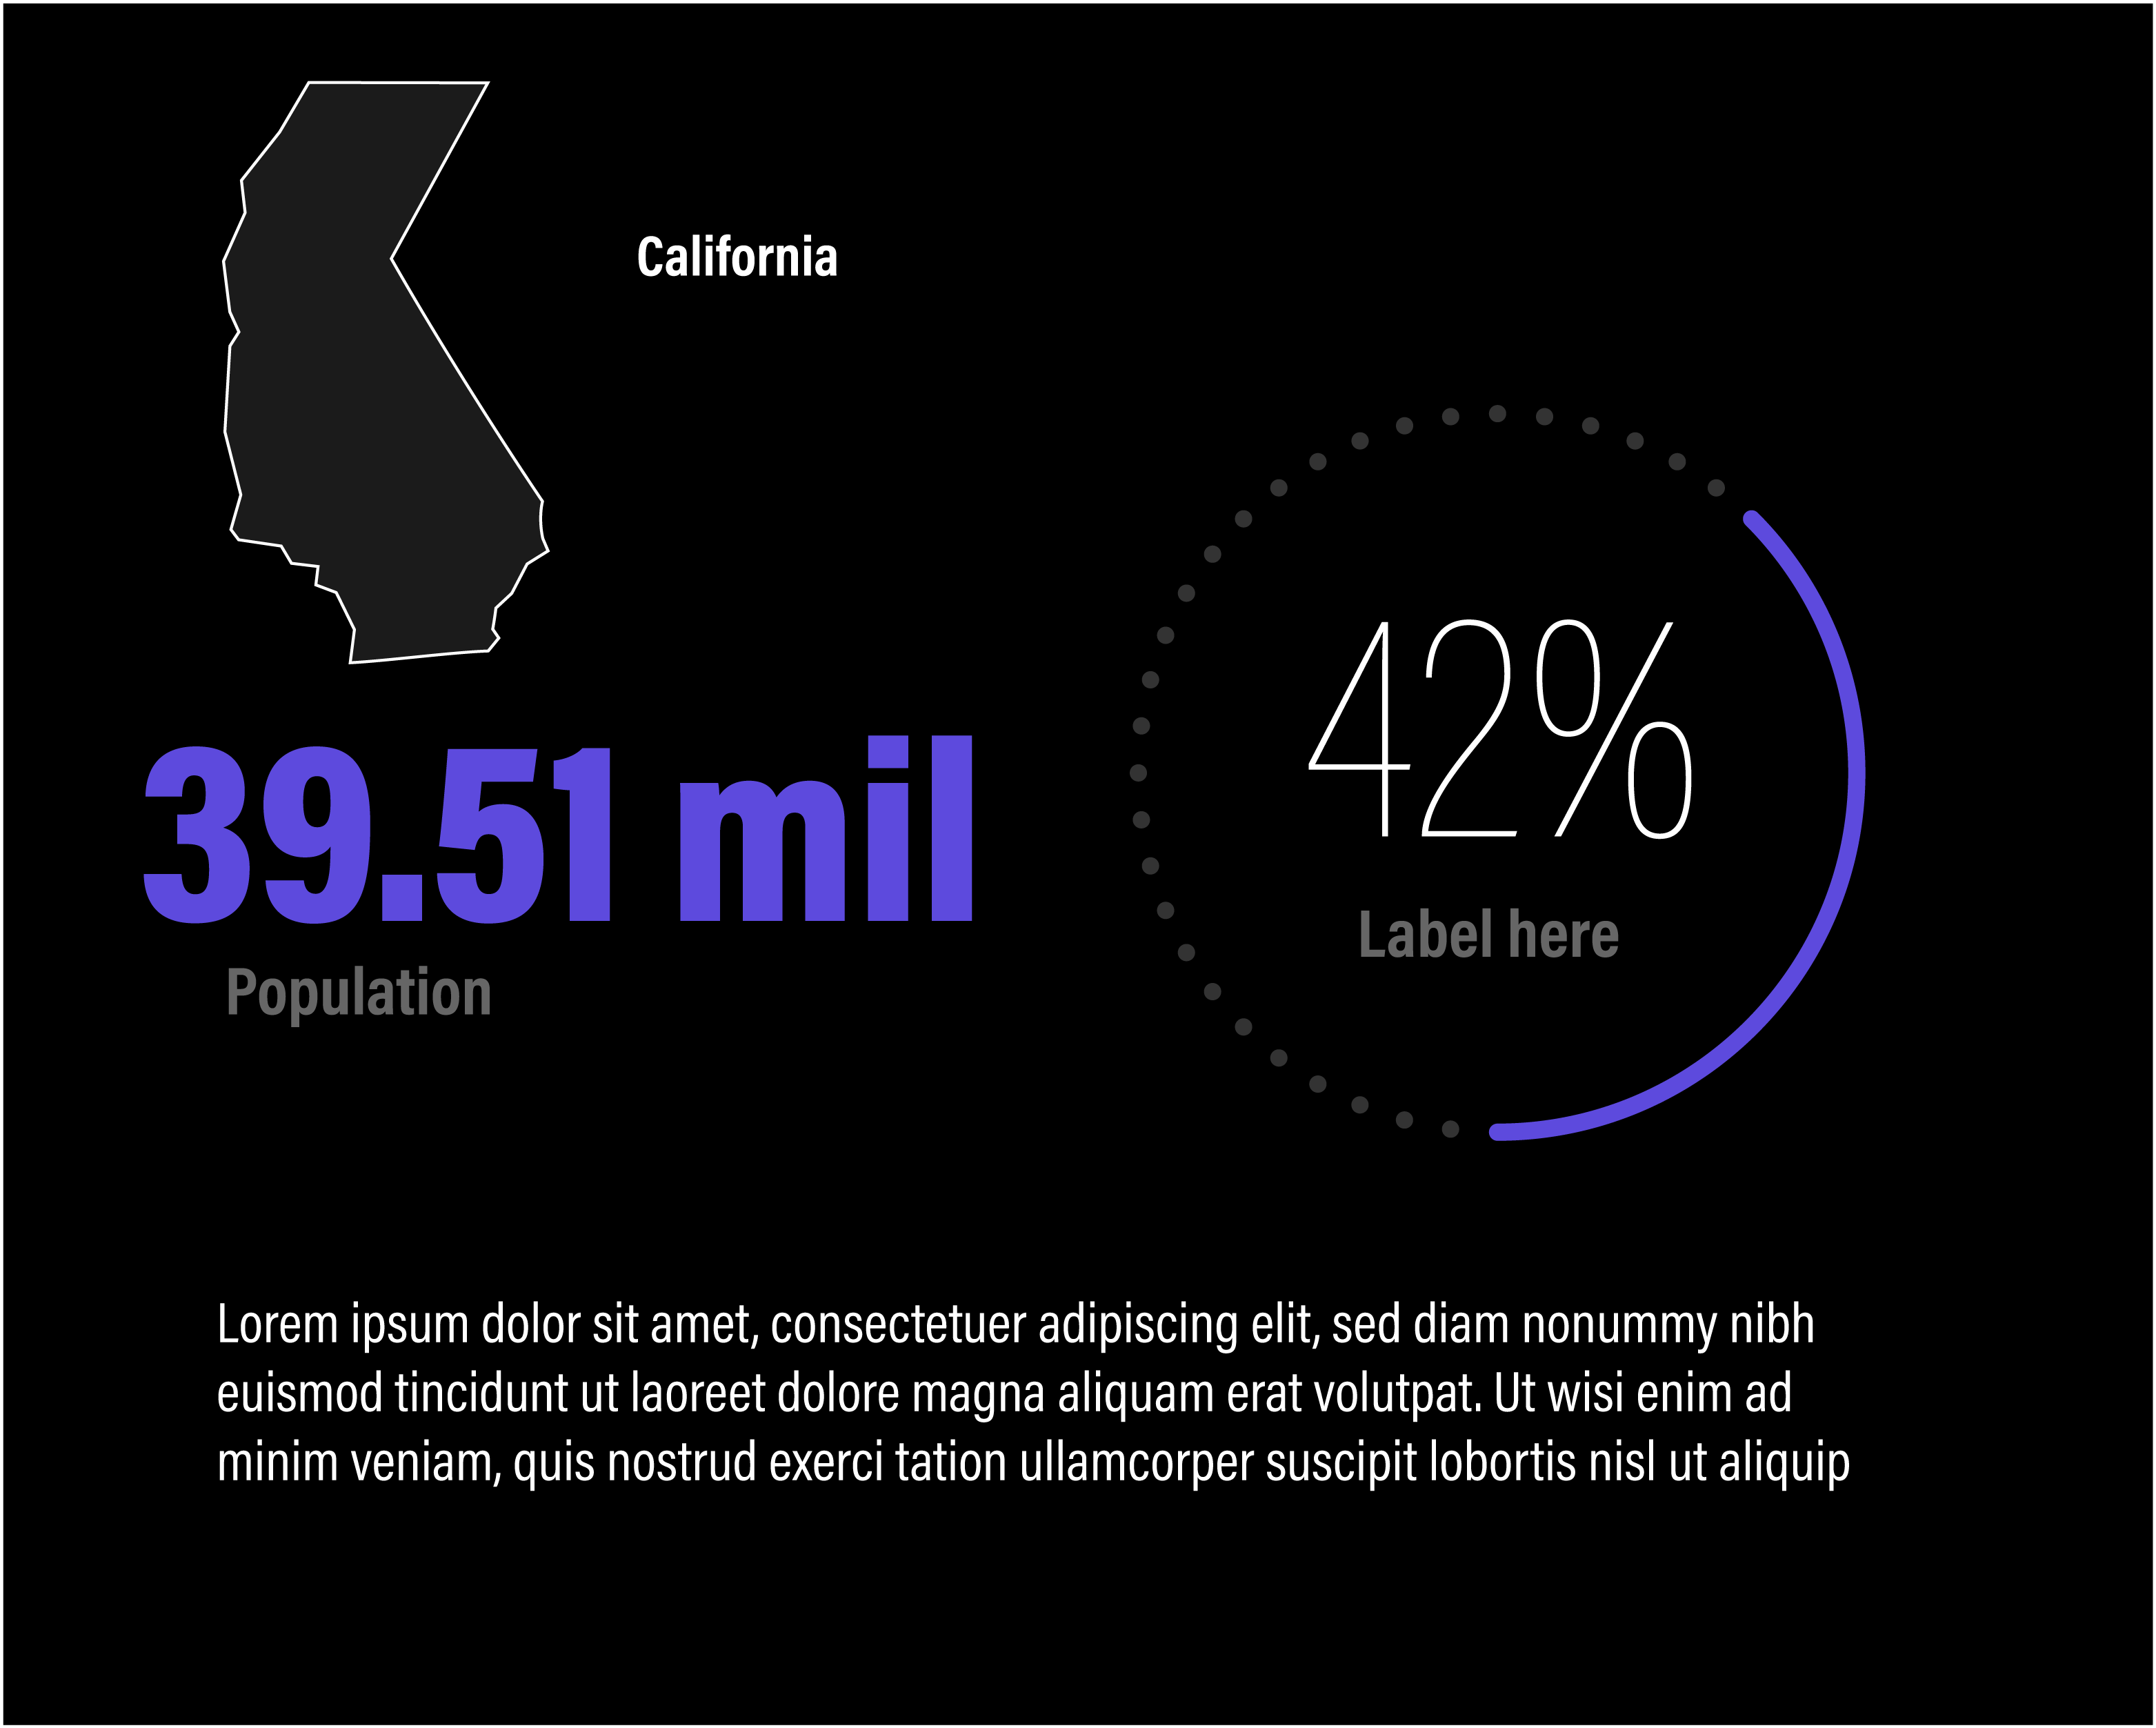 California
39.51 mil
Population
42%
Label here
Lorem ipsum dolor sit amet, consectetuer adipiscing elit, sed diam nonummy nibh
euismod tincidunt ut laoreet dolore magna aliquam erat volutpat. Ut wisi enim ad
minim veniam, quis nostrud exerci tation ullamcorper suscipit lobortis nisl ut aliquip